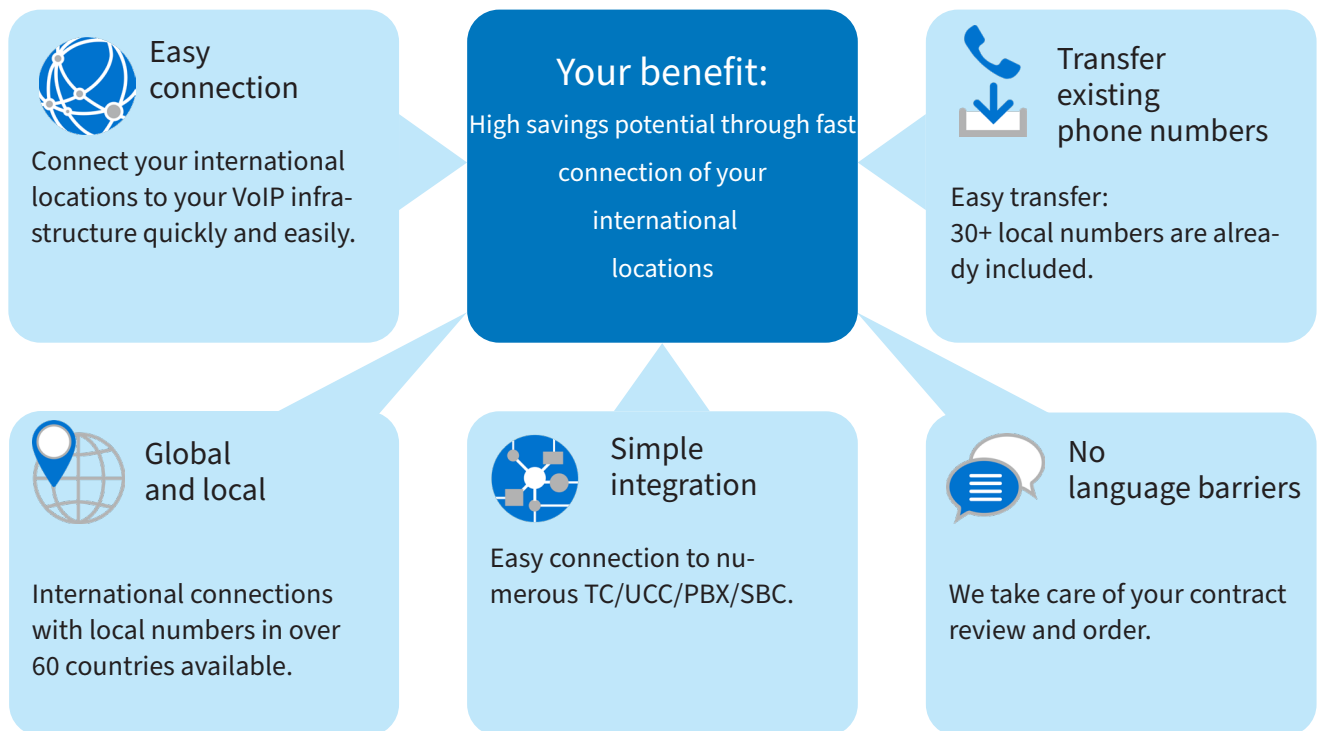 Easy
connection
Connect your international
locations to your VoIP infra-
structure quickly and easily.
Your benefit:
High savings potential through fast
connection of your
international
locations
Transfer
existing
phone numbers
Easy transfer:
30+ local numbers are alrea-
dy included.
Global
and local
International connections
with local numbers in over
60 countries available.
Simple
integration
Easy connection to nu-
merous TC/UCC/PBX/SBC.
No
language barriers
We take care of your contract
review and order.